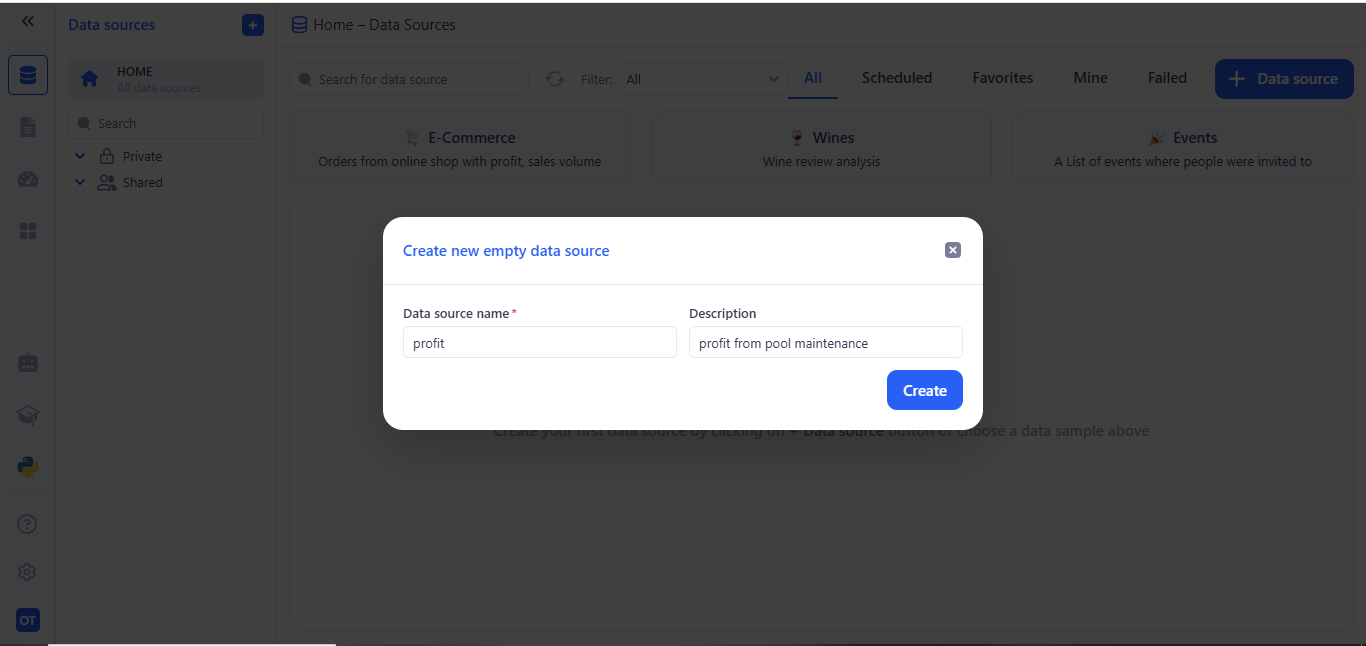 Data sources
+
Home – Data Sources
HOME
All data sources
Search
Private
Shared
Search for data source
Filter:
All
All
Scheduled
Favorites
Mine
Failed
Data source
E-Commerce
Orders from online shop with profit, sales volume
Wines
Wine review analysis
Events
A List of events where people were invited to
Create new empty data source
Data source name*
Description
profit
profit from pool maintenance
Create
Create your first data source by clicking on + Data source button or choose a data sample above
OT